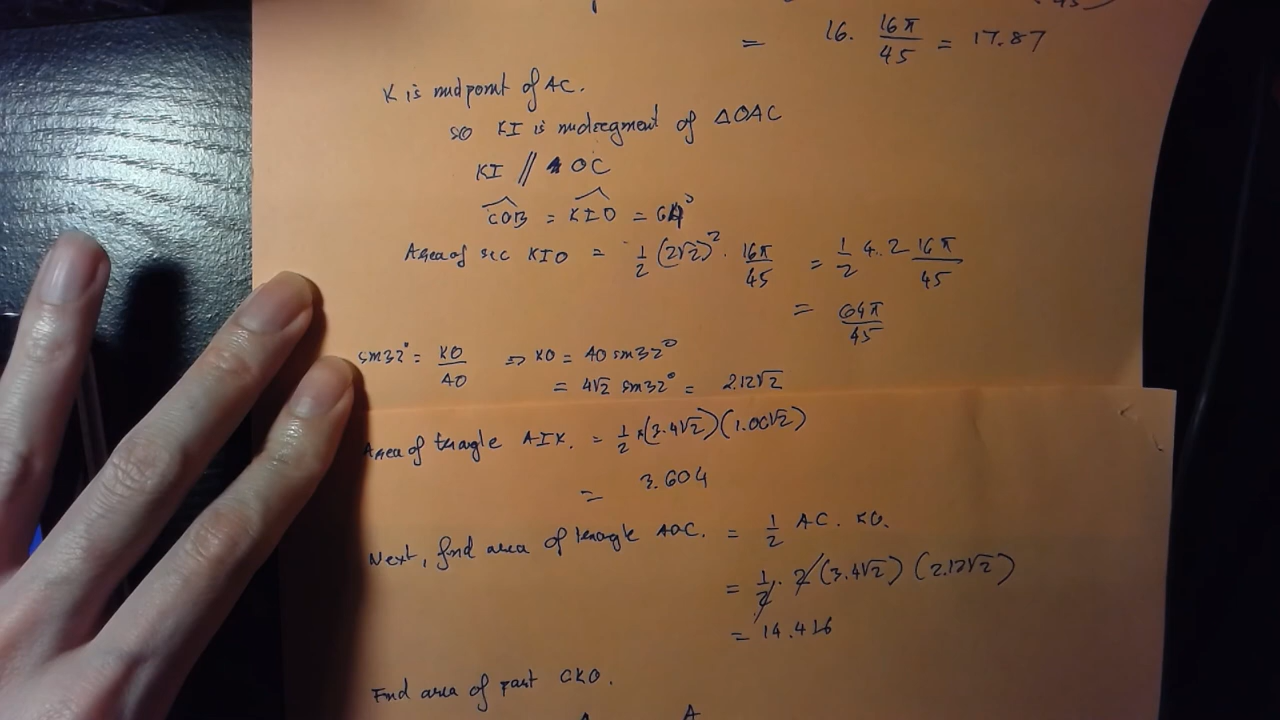 45)
= 16. 16π/45 = 17.87
K is midpoint of AC.
so KI is midsegment of △OAC
KI // OC
∠COB = ∠KIO = 64°
Area of sec KIO = 1/2 (2√2)². 16π/45 = 1/2 4.2 16π/45
= 64π/45
sin32° = KO/AO => KO = AO sin32°
= 4√2 sin32° = 2.12√2
Area of triangle AIK. = 1/2 × (3.4√2)(1.06√2)
= 3.604
Next, find area of triangle AOC. = 1/2 AC. KO.
= 1/2. 2 (3.4√2) (2.12√2)
= 14.416
Find area of part CKO.
A A